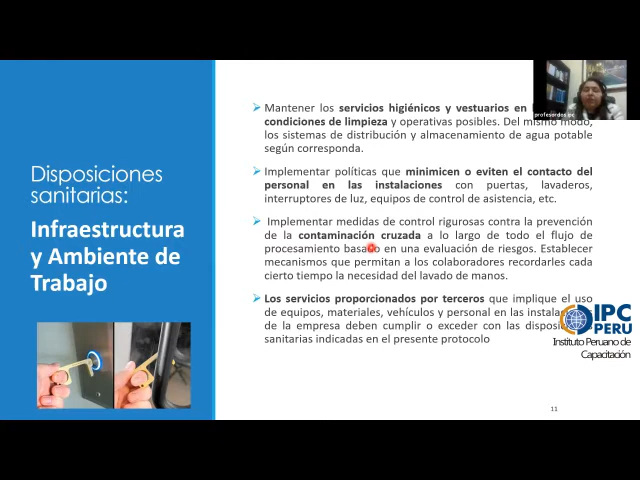 Disposiciones
sanitarias:
Infraestructura
y Ambiente de
Trabajo
Mantener los servicios higiénicos y vestuarios en
condiciones de limpieza y operativas posibles. Del mismo modo,
los sistemas de distribución y almacenamiento de agua potable
según corresponda.
Implementar políticas que minimicen o eviten el contacto del
personal en las instalaciones con puertas, lavaderos,
interruptores de luz, equipos de control de asistencia, etc.
Implementar medidas de control rigurosas contra la prevención
de la contaminación cruzada a lo largo de todo el flujo de
procesamiento basado en una evaluación de riesgos. Establecer
mecanismos que permitan a los colaboradores recordarles cada
cierto tiempo la necesidad del lavado de manos.
Los servicios proporcionados por terceros que implique el uso
de equipos, materiales, vehículos y personal en las
de la empresa deben cumplir o exceder con las
sanitarias indicadas en el presente protocolo
11
profesordos ipc
IPC
PERU
Instituto Peruano de
Capacitación